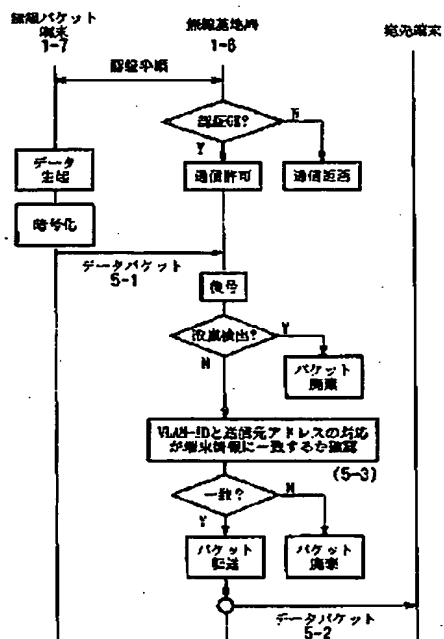 無線パケット
端末
1-7
無線基地局
1-6
宛先端末
認証手順
認証OK?
N
Y
データ
生起
通信許可
通信拒否
暗号化
データパケット
5-1
復号
改竄検出?
Y
N
パケット
廃棄
VLAN-IDと送信元アドレスの対応
が端末情報に一致するか確認
(5-3)
一致?
N
Y
パケット
転送
パケット
廃棄
データパケット
5-2